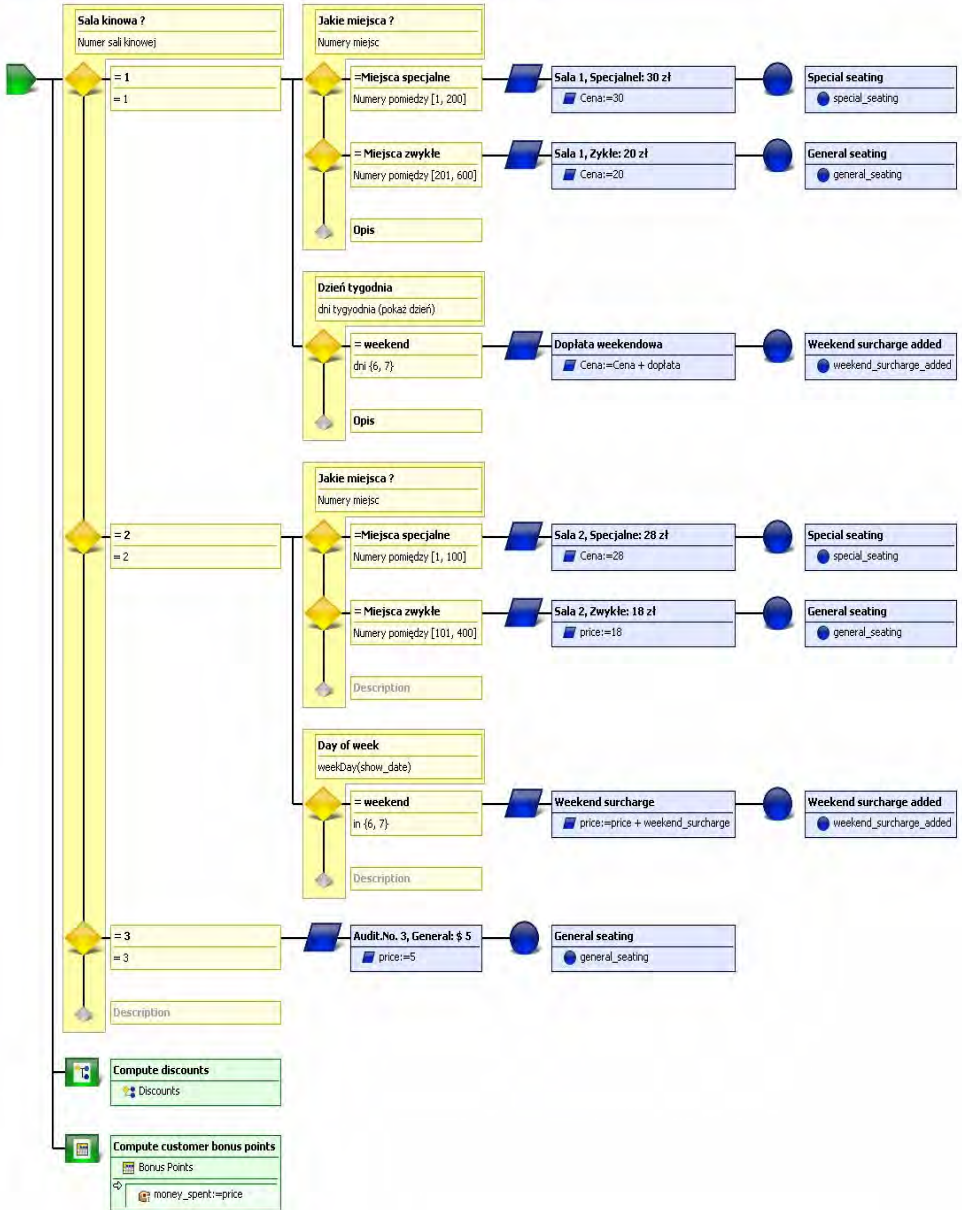 Sala kinowa ?
Numer sali kinowej
Jakie miejsca ?
Numery miejsc
= 1
= 1
=Miejsca specjalne
Numery pomiedzy [1, 200]
Sala 1, Specjalnel: 30 zł
Cena:=30
Special seating
special_seating
= Miejsca zwykłe
Numery pomiędzy [201, 600]
Sala 1, Zykłe: 20 zł
Cena:=20
General seating
general_seating
Opis
Dzień tygodnia
dni tygyodnia (pokaż dzień)
= weekend
dni {6, 7}
Dopłata weekendowa
Cena:=Cena + dopłata
Weekend surcharge added
weekend_surcharge_added
Opis
Jakie miejsca ?
Numery miejsc
= 2
= 2
=Miejsca specjalne
Numery pomiędzy [1, 100]
Sala 2, Specjalne: 28 zł
Cena:=28
Special seating
special_seating
= Miejsca zwykłe
Numery pomiędzy [101, 400]
Sala 2, Zwykłe: 18 zł
price:=18
General seating
general_seating
Description
Day of week
weekDay(show_date)
= weekend
in {6, 7}
Weekend surcharge
price:=price + weekend_surcharge
Weekend surcharge added
weekend_surcharge_added
Description
= 3
= 3
Audit.No. 3, General: $ 5
price:=5
General seating
general_seating
Description
Compute discounts
Discounts
Compute customer bonus points
Bonus Points
money_spent:=price